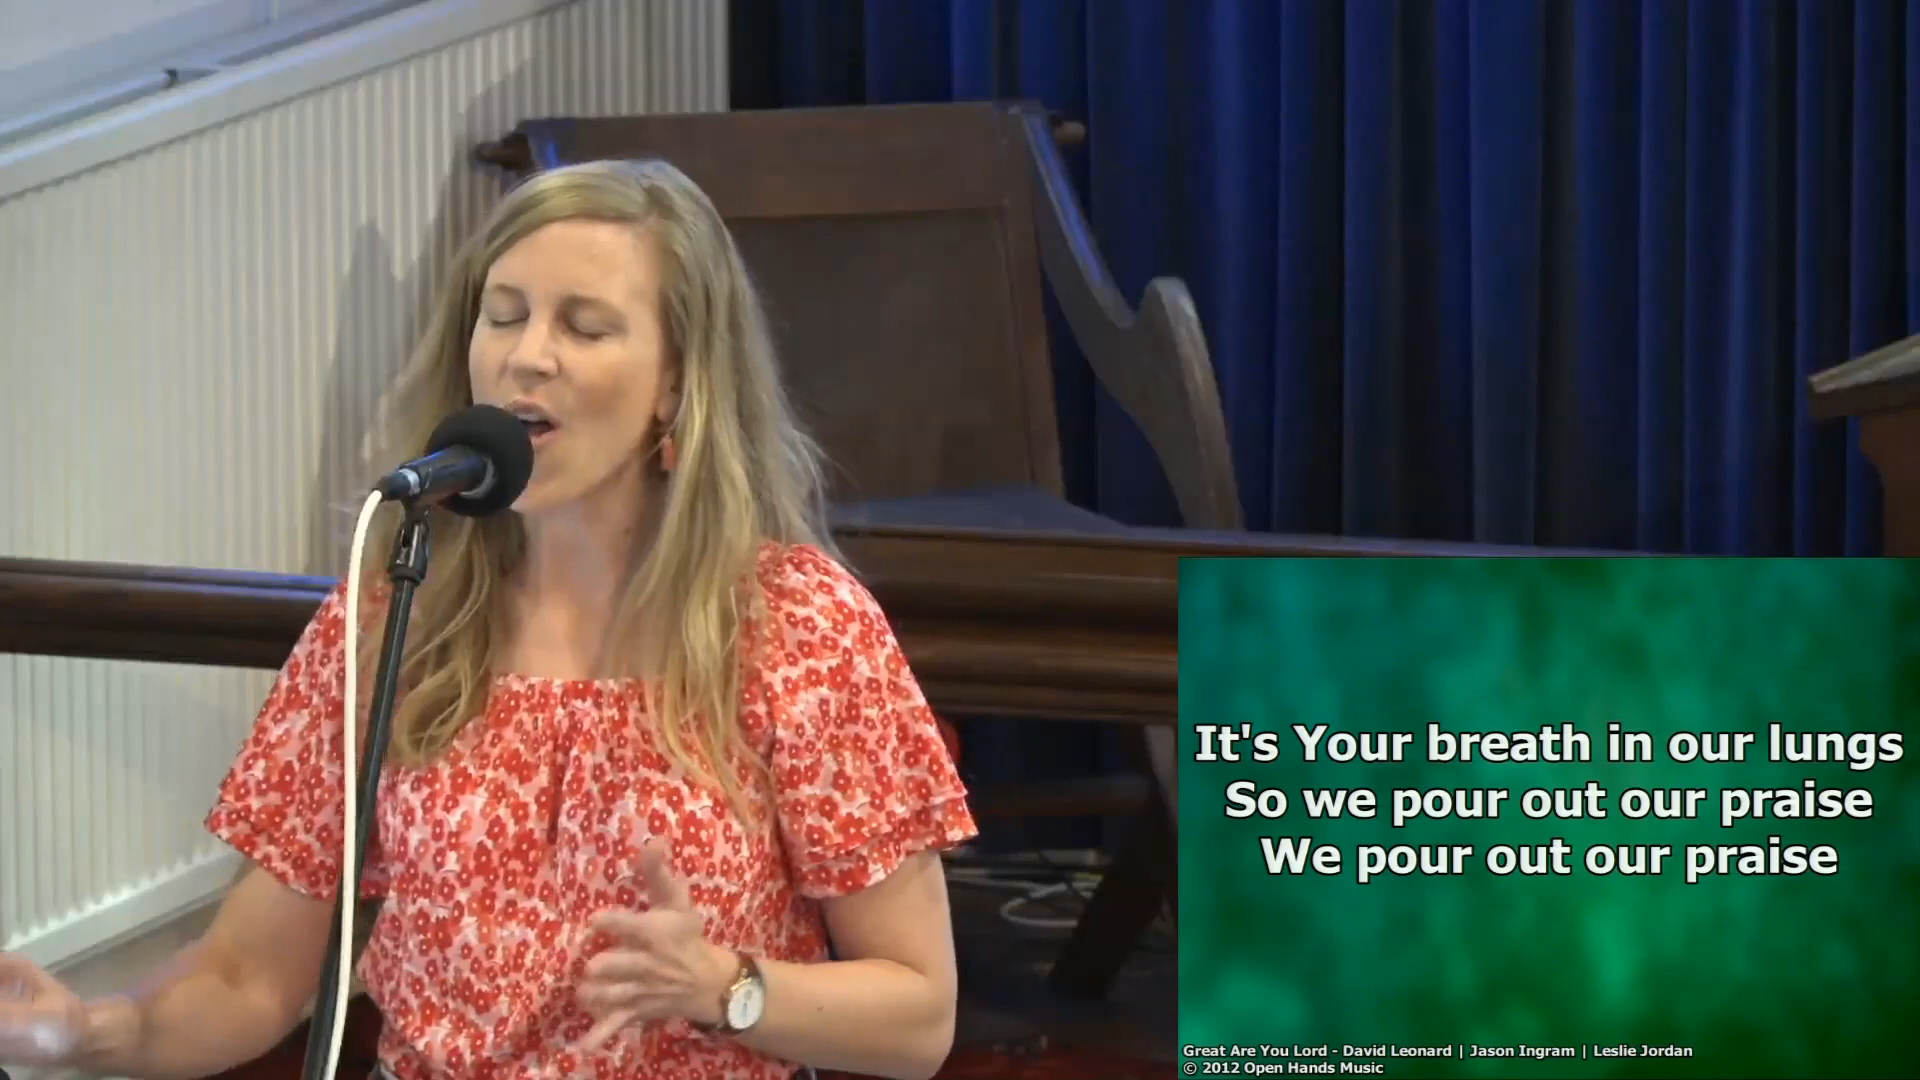 It's Your breath in our lungs
So we pour out our praise
We pour out our praise
Great Are You Lord - David Leonard | Jason Ingram | Leslie Jordan
© 2012 Open Hands Music